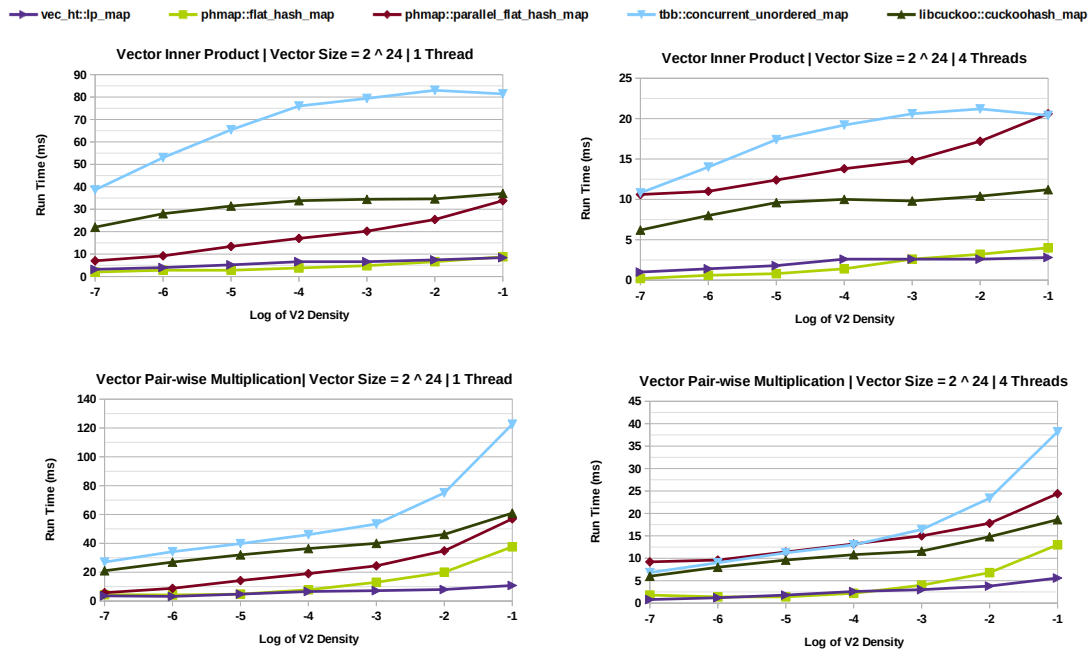 vec_ht::lp_map phmap::flat_hash_map phmap::parallel_flat_hash_map tbb::concurrent_unordered_map libcuckoo::cuckoohash_map
Vector Inner Product | Vector Size = 2 ^ 24 | 1 Thread
90
80
70
60
50
40
30
20
10
0
Run Time (ms)
-7 -6 -5 -4 -3 -2 -1
Log of V2 Density
Vector Inner Product | Vector Size = 2 ^ 24 | 4 Threads
25
20
15
10
5
0
Run Time (ms)
-7 -6 -5 -4 -3 -2 -1
Log of V2 Density
Vector Pair-wise Multiplication| Vector Size = 2 ^ 24 | 1 Thread
140
120
100
80
60
40
20
0
Run Time (ms)
-7 -6 -5 -4 -3 -2 -1
Log of V2 Density
Vector Pair-wise Multiplication | Vector Size = 2 ^ 24 | 4 Threads
45
40
35
30
25
20
15
10
5
0
Run Time (ms)
-7 -6 -5 -4 -3 -2 -1
Log of V2 Density